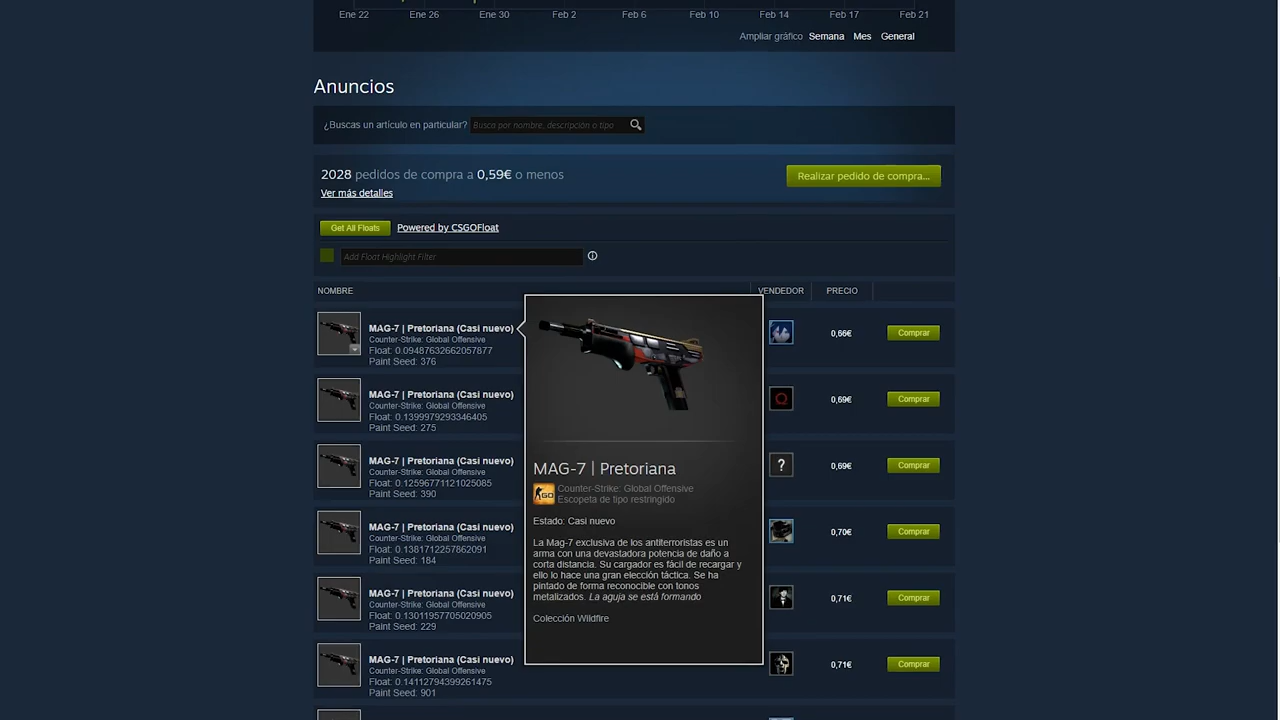 Ene 22 Ene 26 Ene 30 Feb 2 Feb 6 Feb 10 Feb 14 Feb 17 Feb 21
Ampliar gráfico Semana Mes General
Anuncios
¿Buscas un artículo en particular? Busca por nombre, descripción o tipo
2028 pedidos de compra a 0,59€ o menos
Realizar pedido de compra...
Ver más detalles
Get All Floats Powered by CSGOFloat
Add Float Highlight Filter
NOMBRE VENDEDOR PRECIO
MAG-7 | Pretoriana (Casi nuevo)
Counter-Strike: Global Offensive
Float: 0.09487632662057877
Paint Seed: 376
0,66€ Comprar
MAG-7 | Pretoriana (Casi nuevo)
Counter-Strike: Global Offensive
Float: 0.1399979293346405
Paint Seed: 275
0,69€ Comprar
MAG-7 | Pretoriana (Casi nuevo)
Counter-Strike: Global Offensive
Float: 0.12596771121025085
Paint Seed: 390
? 0,69€ Comprar
MAG-7 | Pretoriana (Casi nuevo)
Counter-Strike: Global Offensive
Float: 0.1381712257862091
Paint Seed: 184
0,70€ Comprar
MAG-7 | Pretoriana (Casi nuevo)
Counter-Strike: Global Offensive
Float: 0.13011957705020905
Paint Seed: 229
0,71€ Comprar
MAG-7 | Pretoriana (Casi nuevo)
Counter-Strike: Global Offensive
Float: 0.14112794399261475
Paint Seed: 901
0,71€ Comprar
MAG-7 | Pretoriana
GO
Counter-Strike: Global Offensive
Escopeta de tipo restringido
Estado: Casi nuevo
La Mag-7 exclusiva de los antiterroristas es un
arma con una devastadora potencia de daño a
corta distancia. Su cargador es fácil de recargar y
ello lo hace una gran elección táctica. Se ha
pintado de forma reconocible con tonos
metalizados. La aguja se está formando
Colección Wildfire